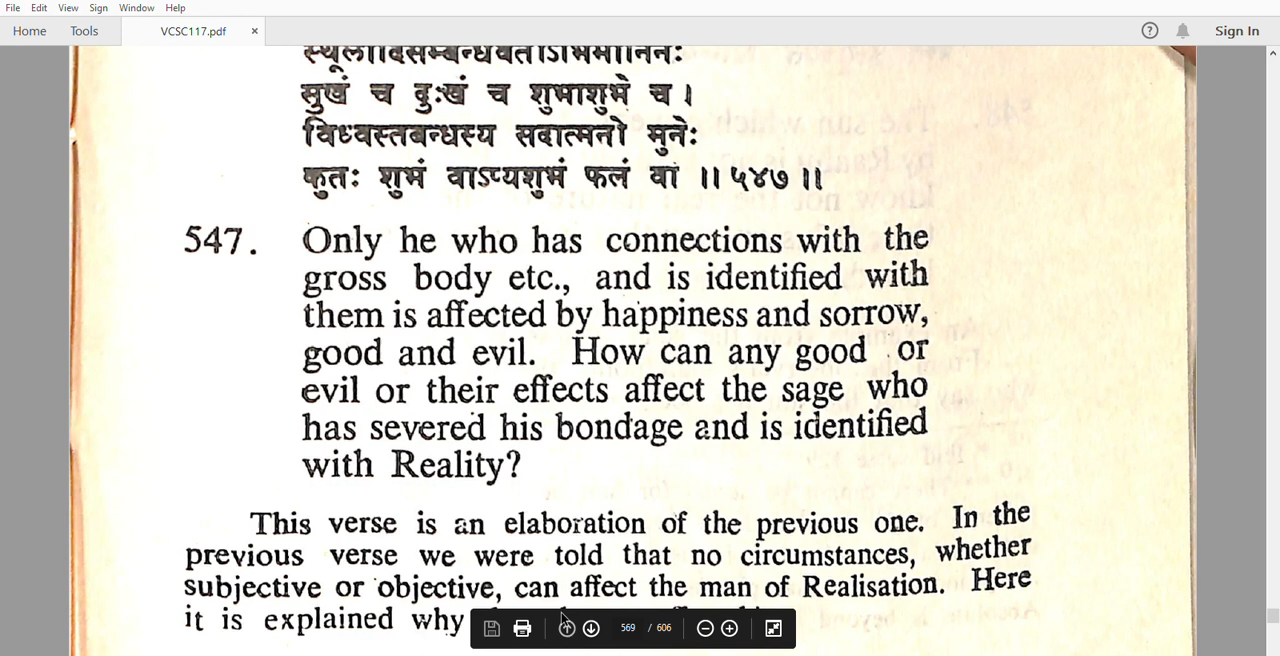 File Edit View Sign Window Help
Home Tools VCSC117.pdf × Sign In
स्थूलादिसम्बन्धवतोऽभिमानिनः
सुखं च दुःखं च शुभाशुभे च ।
विध्वस्तबन्धस्य सदात्मनो मुनेः
कुतः शुभं वाऽप्यशुभं फलं वा ॥ ५४७ ॥
547. Only he who has connections with the
gross body etc., and is identified with
them is affected by happiness and sorrow,
good and evil. How can any good or
evil or their effects affect the sage who
has severed his bondage and is identified
with Reality?
This verse is an elaboration of the previous one. In the
previous verse we were told that no circumstances, whether
subjective or objective, can affect the man of Realisation. Here
it is explained why
569 / 606